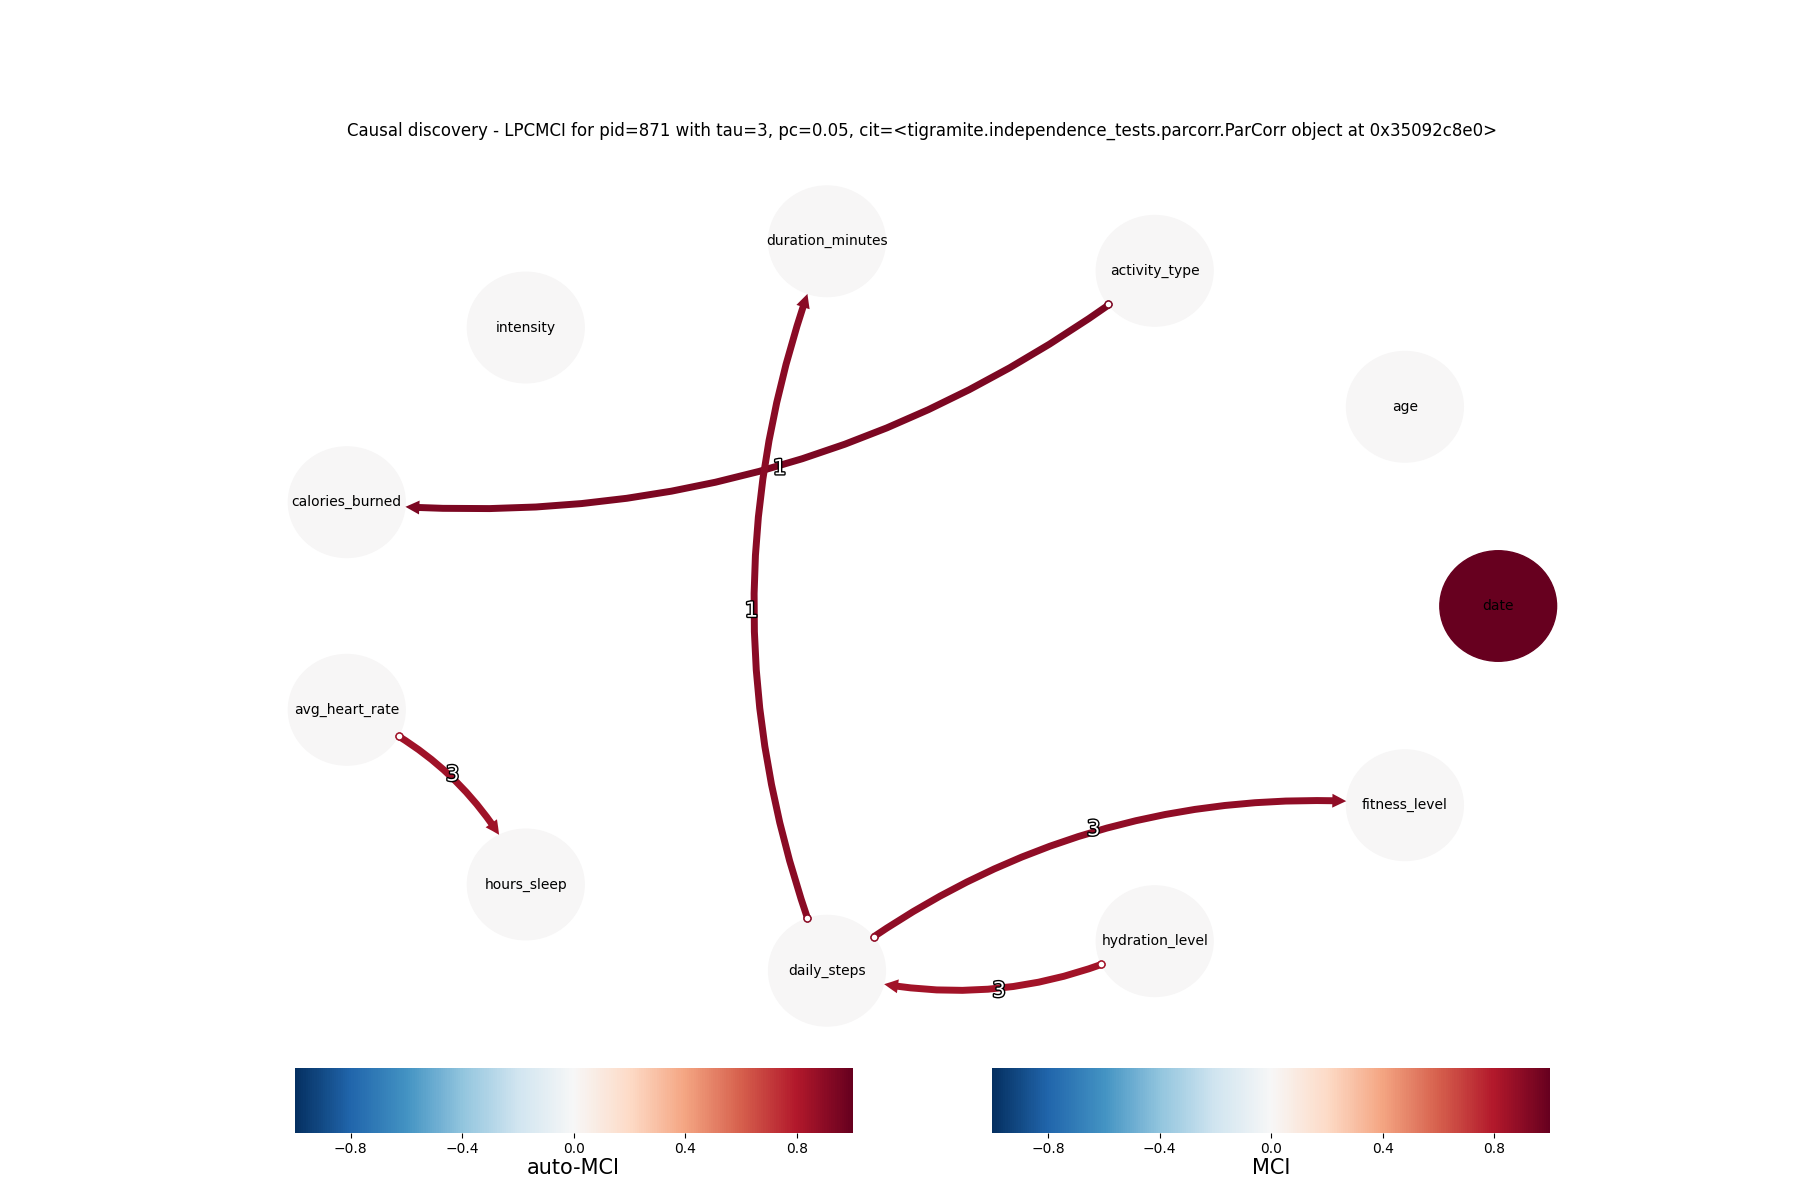 Causal discovery - LPCMCI for pid=871 with tau=3, pc=0.05, cit=<tigramite.independence_tests.parcorr.ParCorr object at 0x35092c8e0>
duration_minutes
activity_type
intensity
age
1
calories_burned
date
1
avg_heart_rate
3
fitness_level
3
hours_sleep
hydration_level
daily_steps
3
−0.8 −0.4 0.0 0.4 0.8
auto-MCI
−0.8 −0.4 0.0 0.4 0.8
MCI